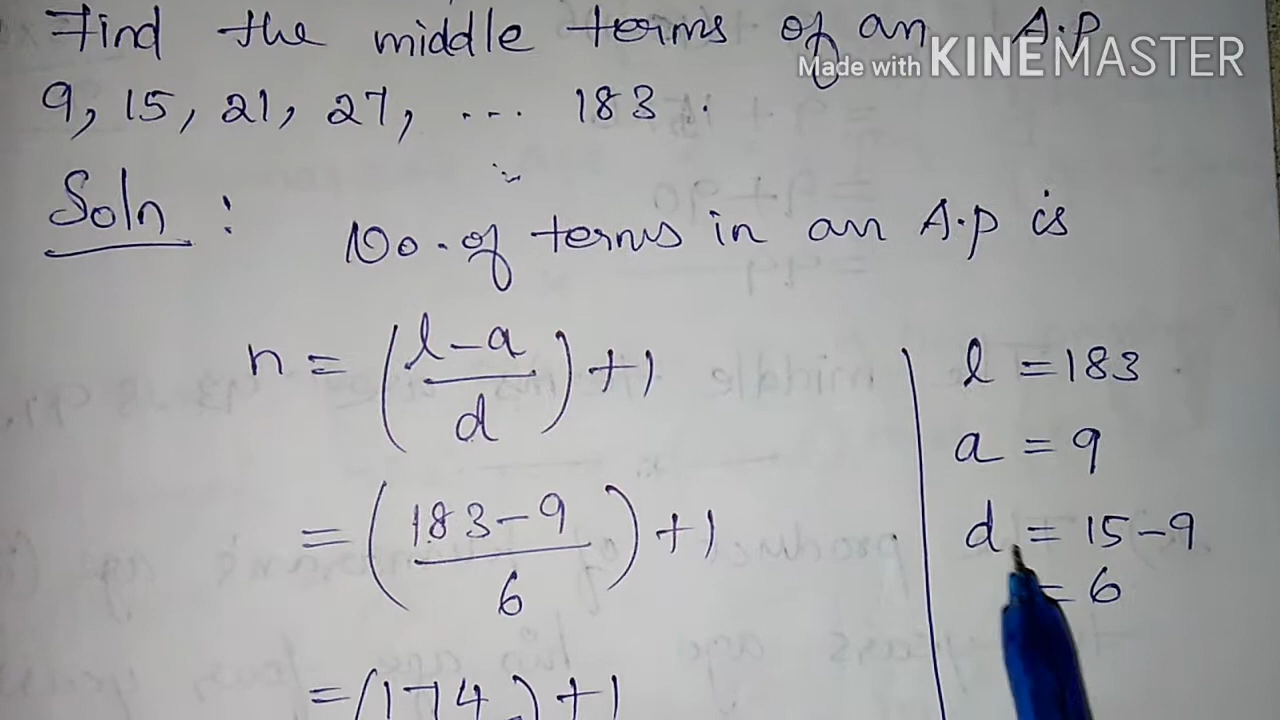 Find the middle terms of an A.P
Made with KINEMASTER
9, 15, 21, 27, ... 183.
Soln :
No. of terms in an A.P is
n = (l-a/d)+1
l = 183
a = 9
= (183-9/6)+1
d = 15-9
= 6
= (174 )+1